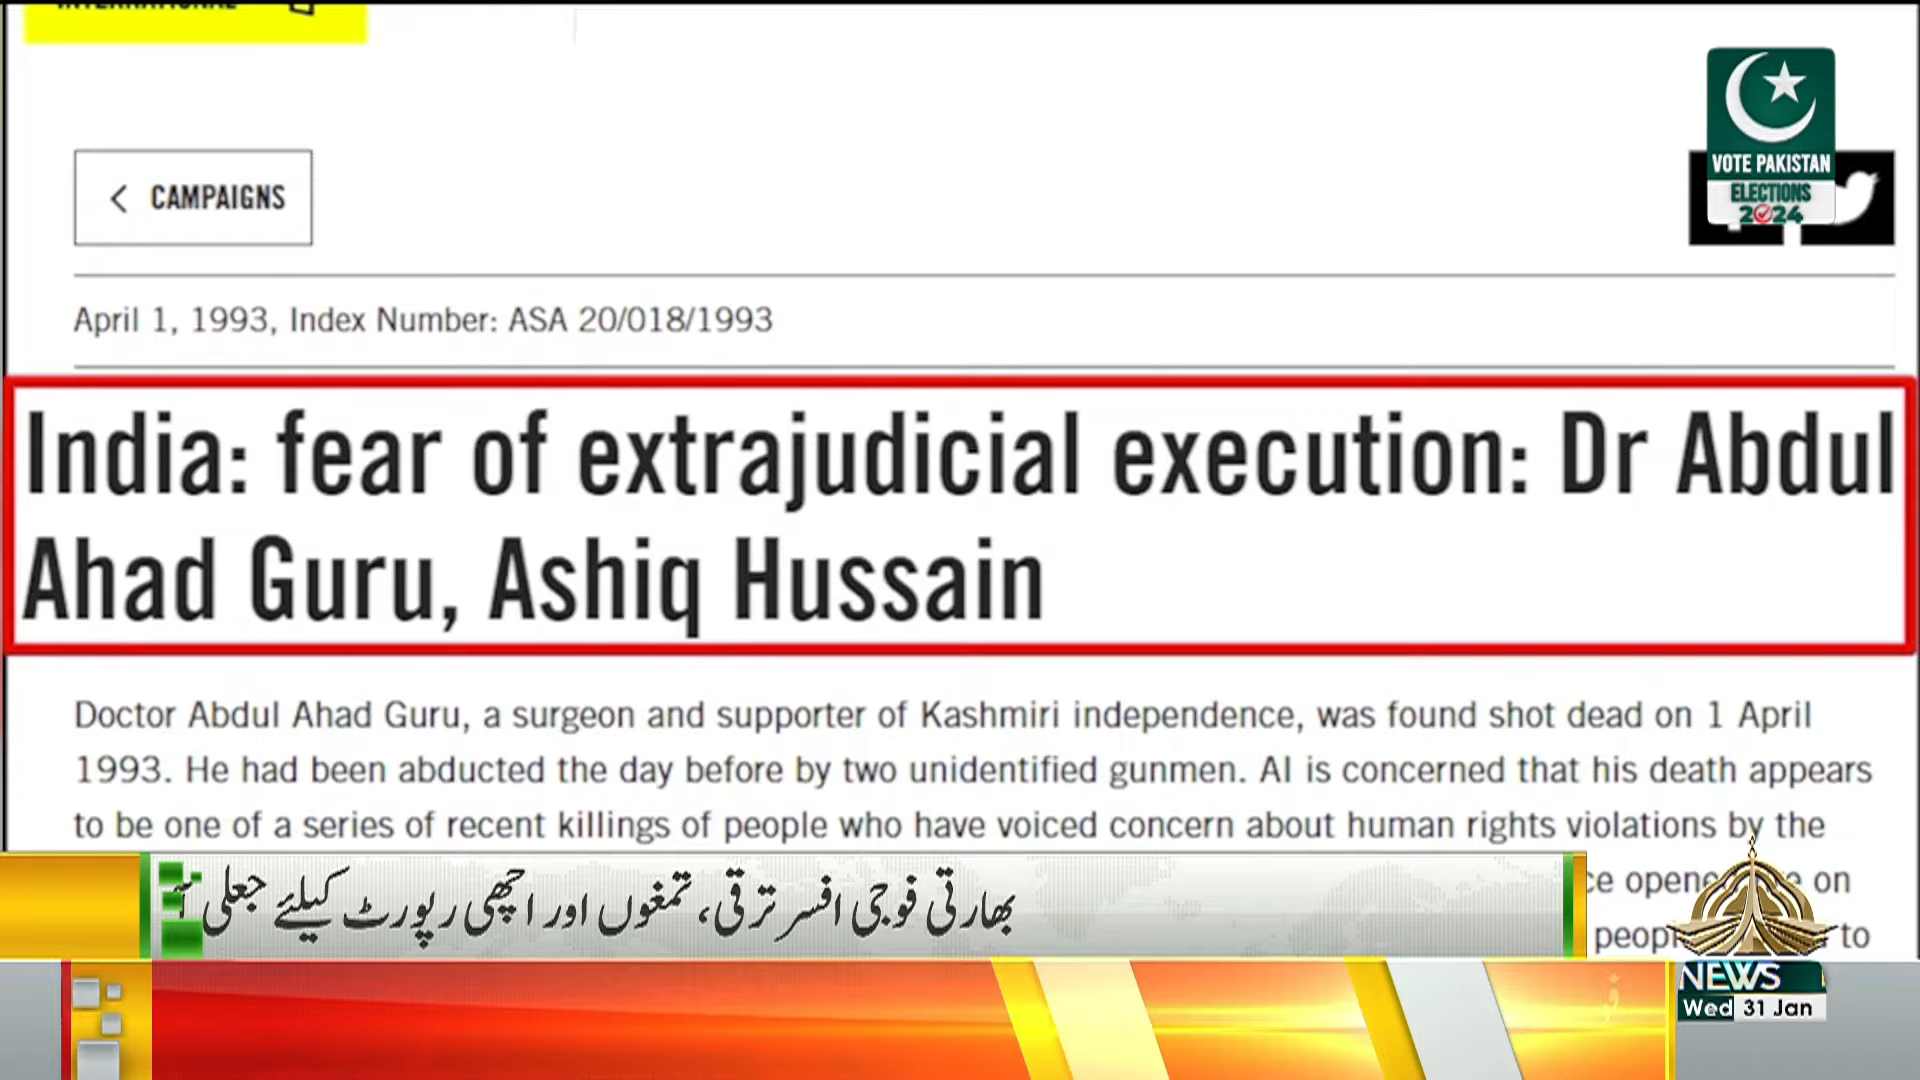 INTERNATIONAL
CAMPAIGNS
VOTE PAKISTAN
ELECTIONS
2024
April 1, 1993, Index Number: ASA 20/018/1993
India: fear of extrajudicial execution: Dr Abdul
Ahad Guru, Ashiq Hussain
Doctor Abdul Ahad Guru, a surgeon and supporter of Kashmiri independence, was found shot dead on 1 April
1993. He had been abducted the day before by two unidentified gunmen. AI is concerned that his death appears
to be one of a series of recent killings of people who have voiced concern about human rights violations by the
on
to
بھارتی فوجی افسر ترقی، تمغوں اور اچھی رپورٹ کیلئے جعلی
NEWS
Wed 31 Jan